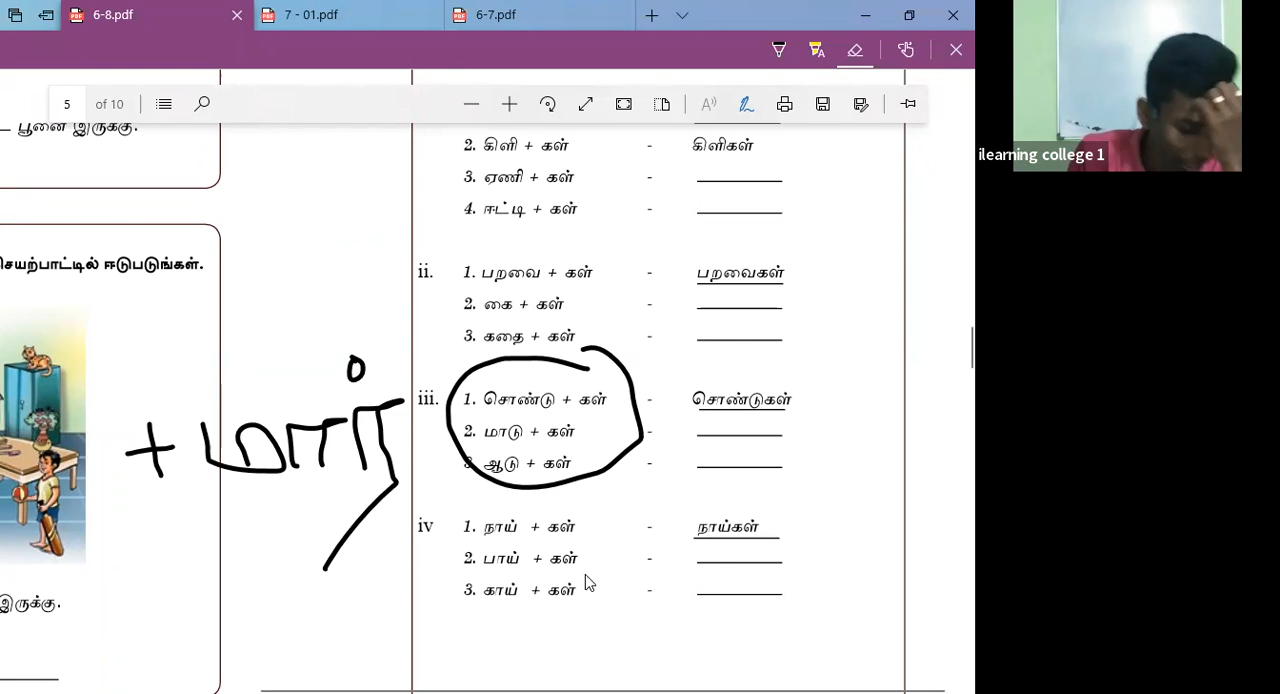 6-8.pdf
7 - 01.pdf
6-7.pdf
5 of 10
பூனை இருக்கு.
2. கிளி + கள் - கிளிகள்
3. ஏணி + கள் -
4. ஈட்டி + கள் -
செயற்பாட்டில் ஈடுபடுங்கள்.
ii. 1. பறவை + கள் - பறவைகள்
2. கை + கள் -
3. கதை + கள் -
+ மார்
iii. 1. சொண்டு + கள் - சொண்டுகள்
2. மாடு + கள் -
3. ஆடு + கள் -
iv 1. நாய் + கள் - நாய்கள்
2. பாய் + கள் -
3. காய் + கள் -
இருக்கு.
ilearning college 1